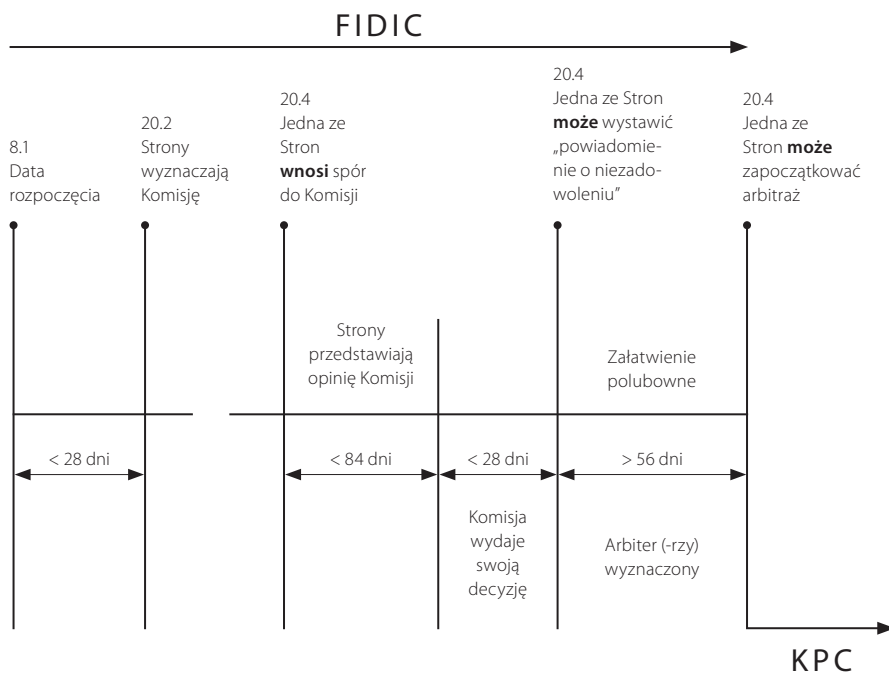 FIDIC
8.1
Data
rozpoczęcia
20.2
Strony
wyznaczają
Komisję
20.4
Jedna ze
Stron
wnosi spór
do Komisji
20.4
Jedna ze Stron
może wystawić
„powiadomie-
nie o niezado-
woleniu”
20.4
Jedna ze
Stron może
zapoczątkować
arbitraż
Strony
przedstawiają
opinię Komisji
Załatwienie
polubowne
< 28 dni
< 84 dni
< 28 dni
> 56 dni
Komisja
wydaje
swoją
decyzję
Arbiter (-rzy)
wyznaczony
KPC